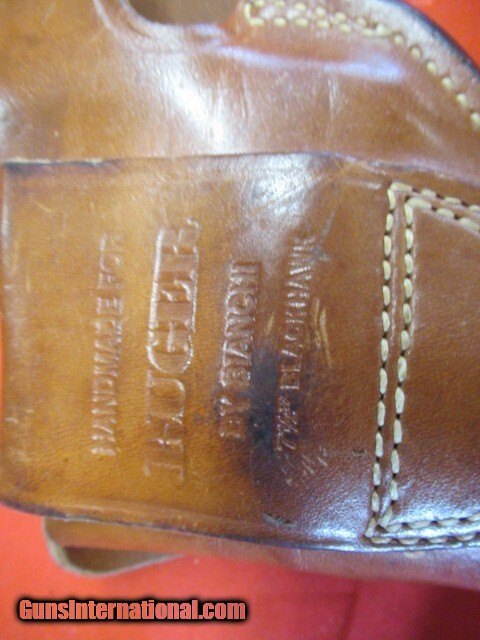 HANDMADE FOR
RUGER
BY BIANCHI
7½" BLACKHAWK
GunsInternational.com